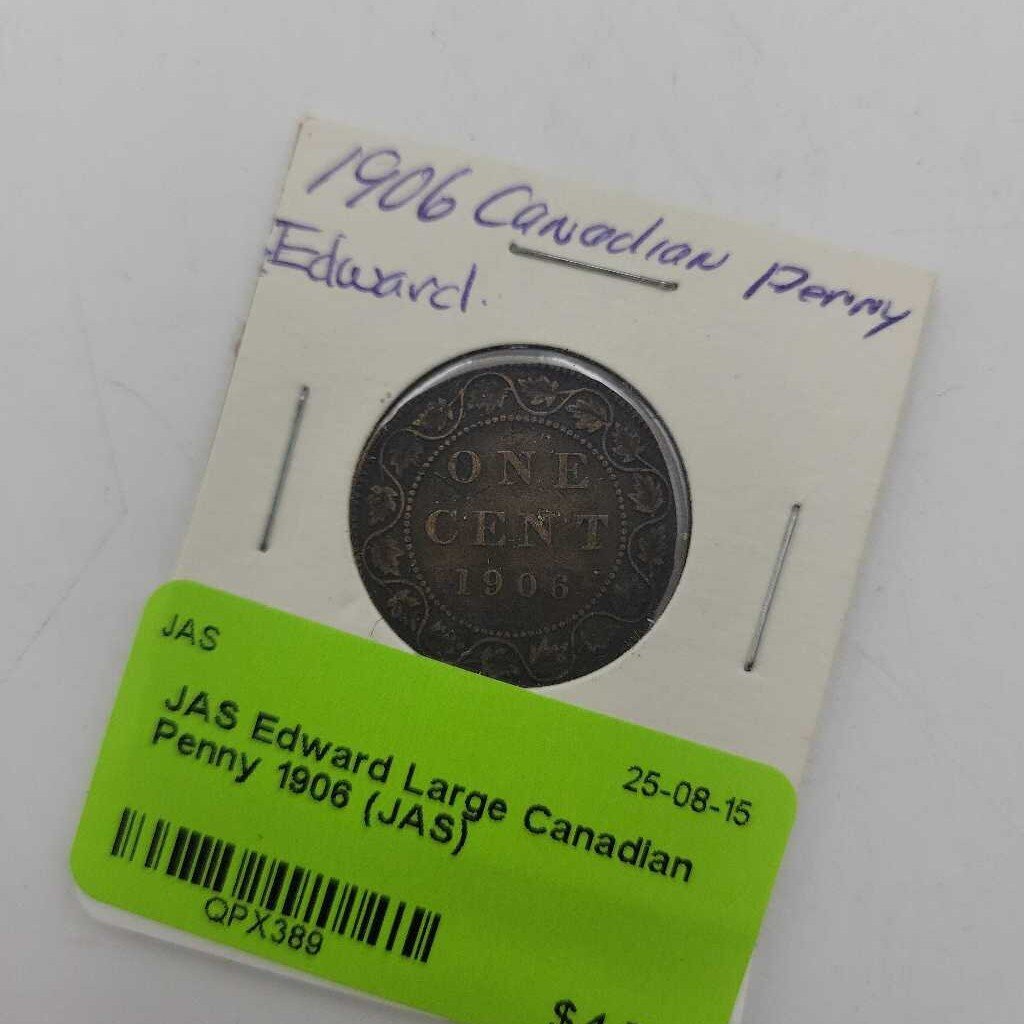 1906 Canadian Penny
Edward.
ONE
CENT
1906
JAS
JAS Edward Large Canadian
Penny 1906 (JAS)
25-08-15
QPX389